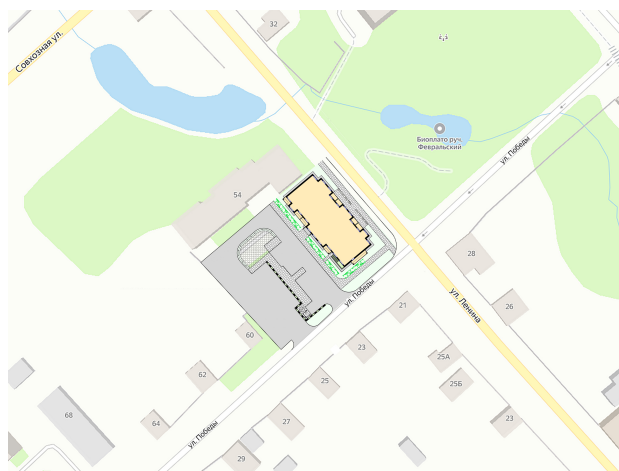 32
Совхозная ул.
Биоплато руч.
Февральский
ул. Победы
54
28
ул. Ленина
ул. Победы
26
21
60
23
25А
62
25
25Б
68
64
27
23
ул. Победы
29